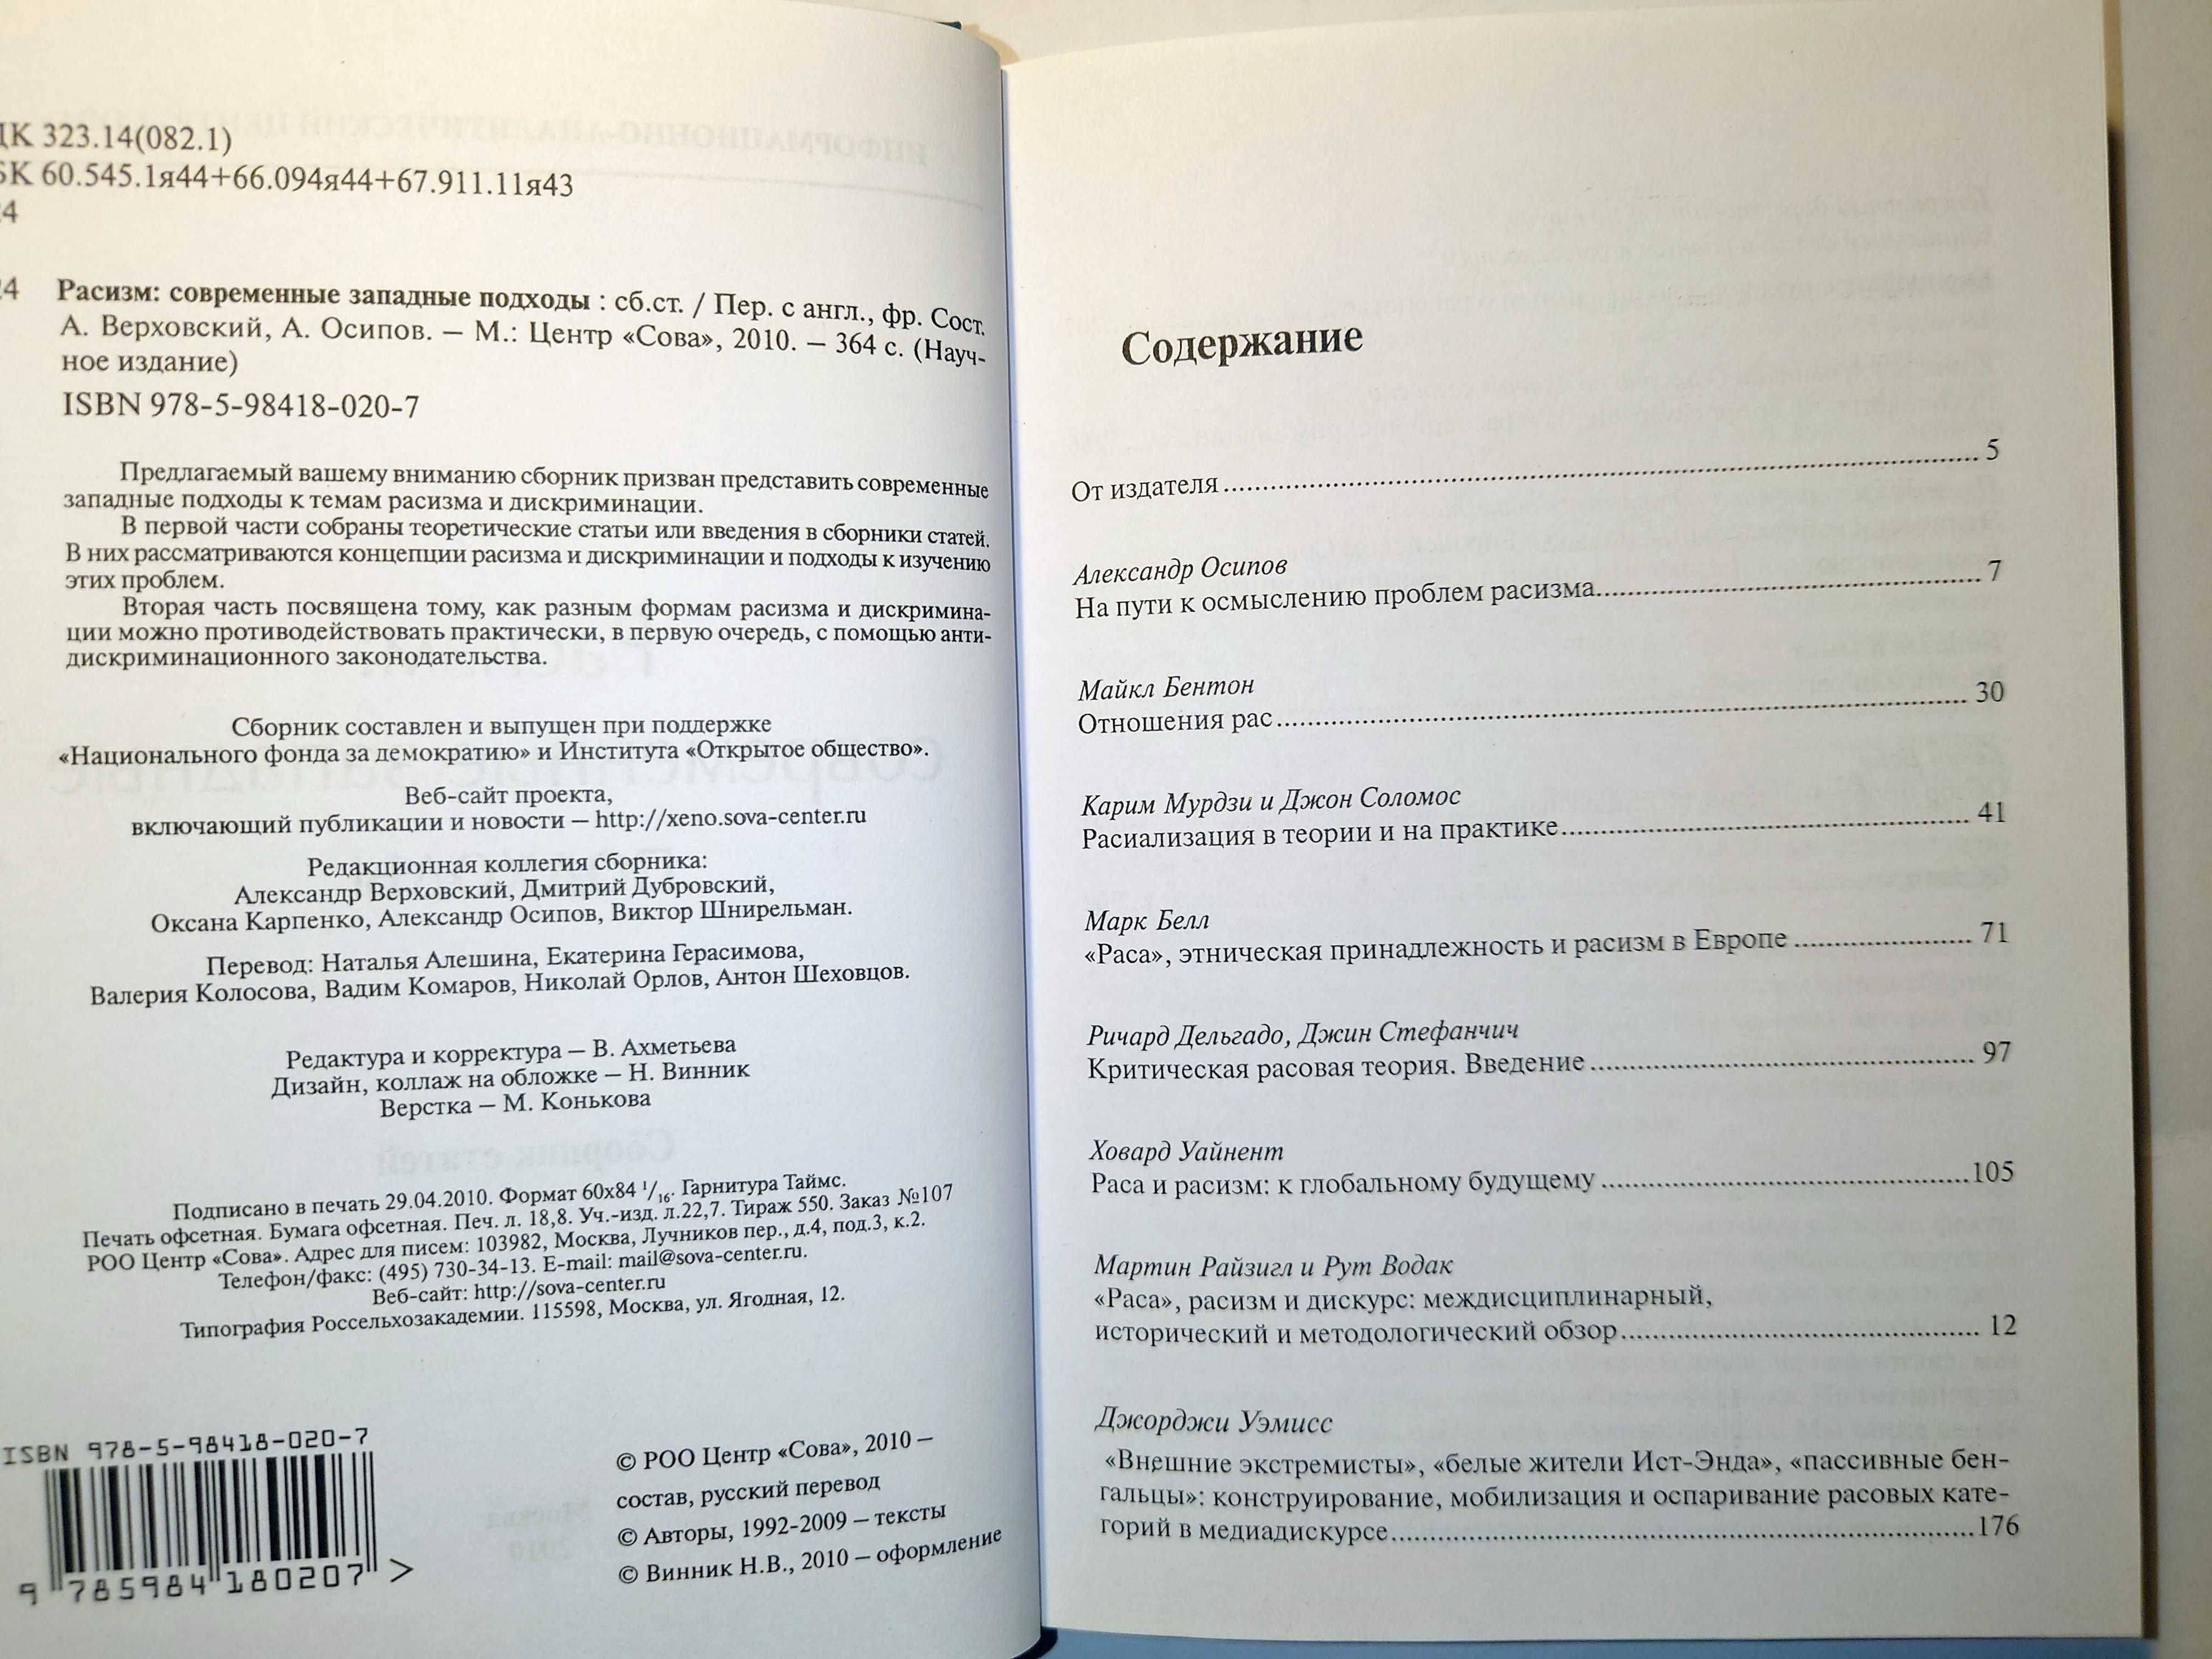 ДК 323.14(082.1)
БК 60.545.1я44+66.094я44+67.911.11я43
24
24 Расизм: современные западные подходы : сб.ст. / Пер. с англ., фр. Сост.
А. Верховский, А. Осипов. – М.: Центр «Сова», 2010. – 364 с. (Науч-
ное издание)
ISBN 978-5-98418-020-7
Предлагаемый вашему вниманию сборник призван представить современные
западные подходы к темам расизма и дискриминации.
В первой части собраны теоретические статьи или введения в сборники статей.
В них рассматриваются концепции расизма и дискриминации и подходы к изучению
этих проблем.
Вторая часть посвящена тому, как разным формам расизма и дискримина-
ции можно противодействовать практически, в первую очередь, с помощью анти-
дискриминационного законодательства.
Сборник составлен и выпущен при поддержке
«Национального фонда за демократию» и Института «Открытое общество».
Веб-сайт проекта,
включающий публикации и новости – http://xeno.sova-center.ru
Редакционная коллегия сборника:
Александр Верховский, Дмитрий Дубровский,
Оксана Карпенко, Александр Осипов, Виктор Шнирельман.
Перевод: Наталья Алешина, Екатерина Герасимова,
Валерия Колосова, Вадим Комаров, Николай Орлов, Антон Шеховцов.
Редактура и корректура – В. Ахметьева
Дизайн, коллаж на обложке – Н. Винник
Верстка – М. Конькова
Подписано в печать 29.04.2010. Формат 60х84 1/16. Гарнитура Таймс.
Печать офсетная. Бумага офсетная. Печ. л. 18,8. Уч.-изд. л.22,7. Тираж 550. Заказ №107
РОО Центр «Сова». Адрес для писем: 103982, Москва, Лучников пер., д.4, под.3, к.2.
Телефон/факс: (495) 730-34-13. E-mail: mail@sova-center.ru.
Веб-сайт: http://sova-center.ru
Типография Россельхозакадемии. 115598, Москва, ул. Ягодная, 12.
ISBN 978-5-98418-020-7
9 785984 180207 >
© РОО Центр «Сова», 2010 –
состав, русский перевод
© Авторы, 1992-2009 – тексты
© Винник Н.В., 2010 – оформление
Содержание
От издателя ........ 5
Александр Осипов
На пути к осмыслению проблем расизма ........ 7
Майкл Бентон
Отношения рас ........ 30
Карим Мурдзи и Джон Соломос
Расиализация в теории и на практике ........ 41
Марк Белл
«Раса», этническая принадлежность и расизм в Европе ........ 71
Ричард Дельгадо, Джин Стефанчич
Критическая расовая теория. Введение ........ 97
Ховард Уайнент
Раса и расизм: к глобальному будущему ........ 105
Мартин Райзигл и Рут Водак
«Раса», расизм и дискурс: междисциплинарный,
исторический и методологический обзор ........ 12
Джорджи Уэмисс
«Внешние экстремисты», «белые жители Ист-Энда», «пассивные бен-
гальцы»: конструирование, мобилизация и оспаривание расовых кате-
горий в медиадискурсе ........ 176